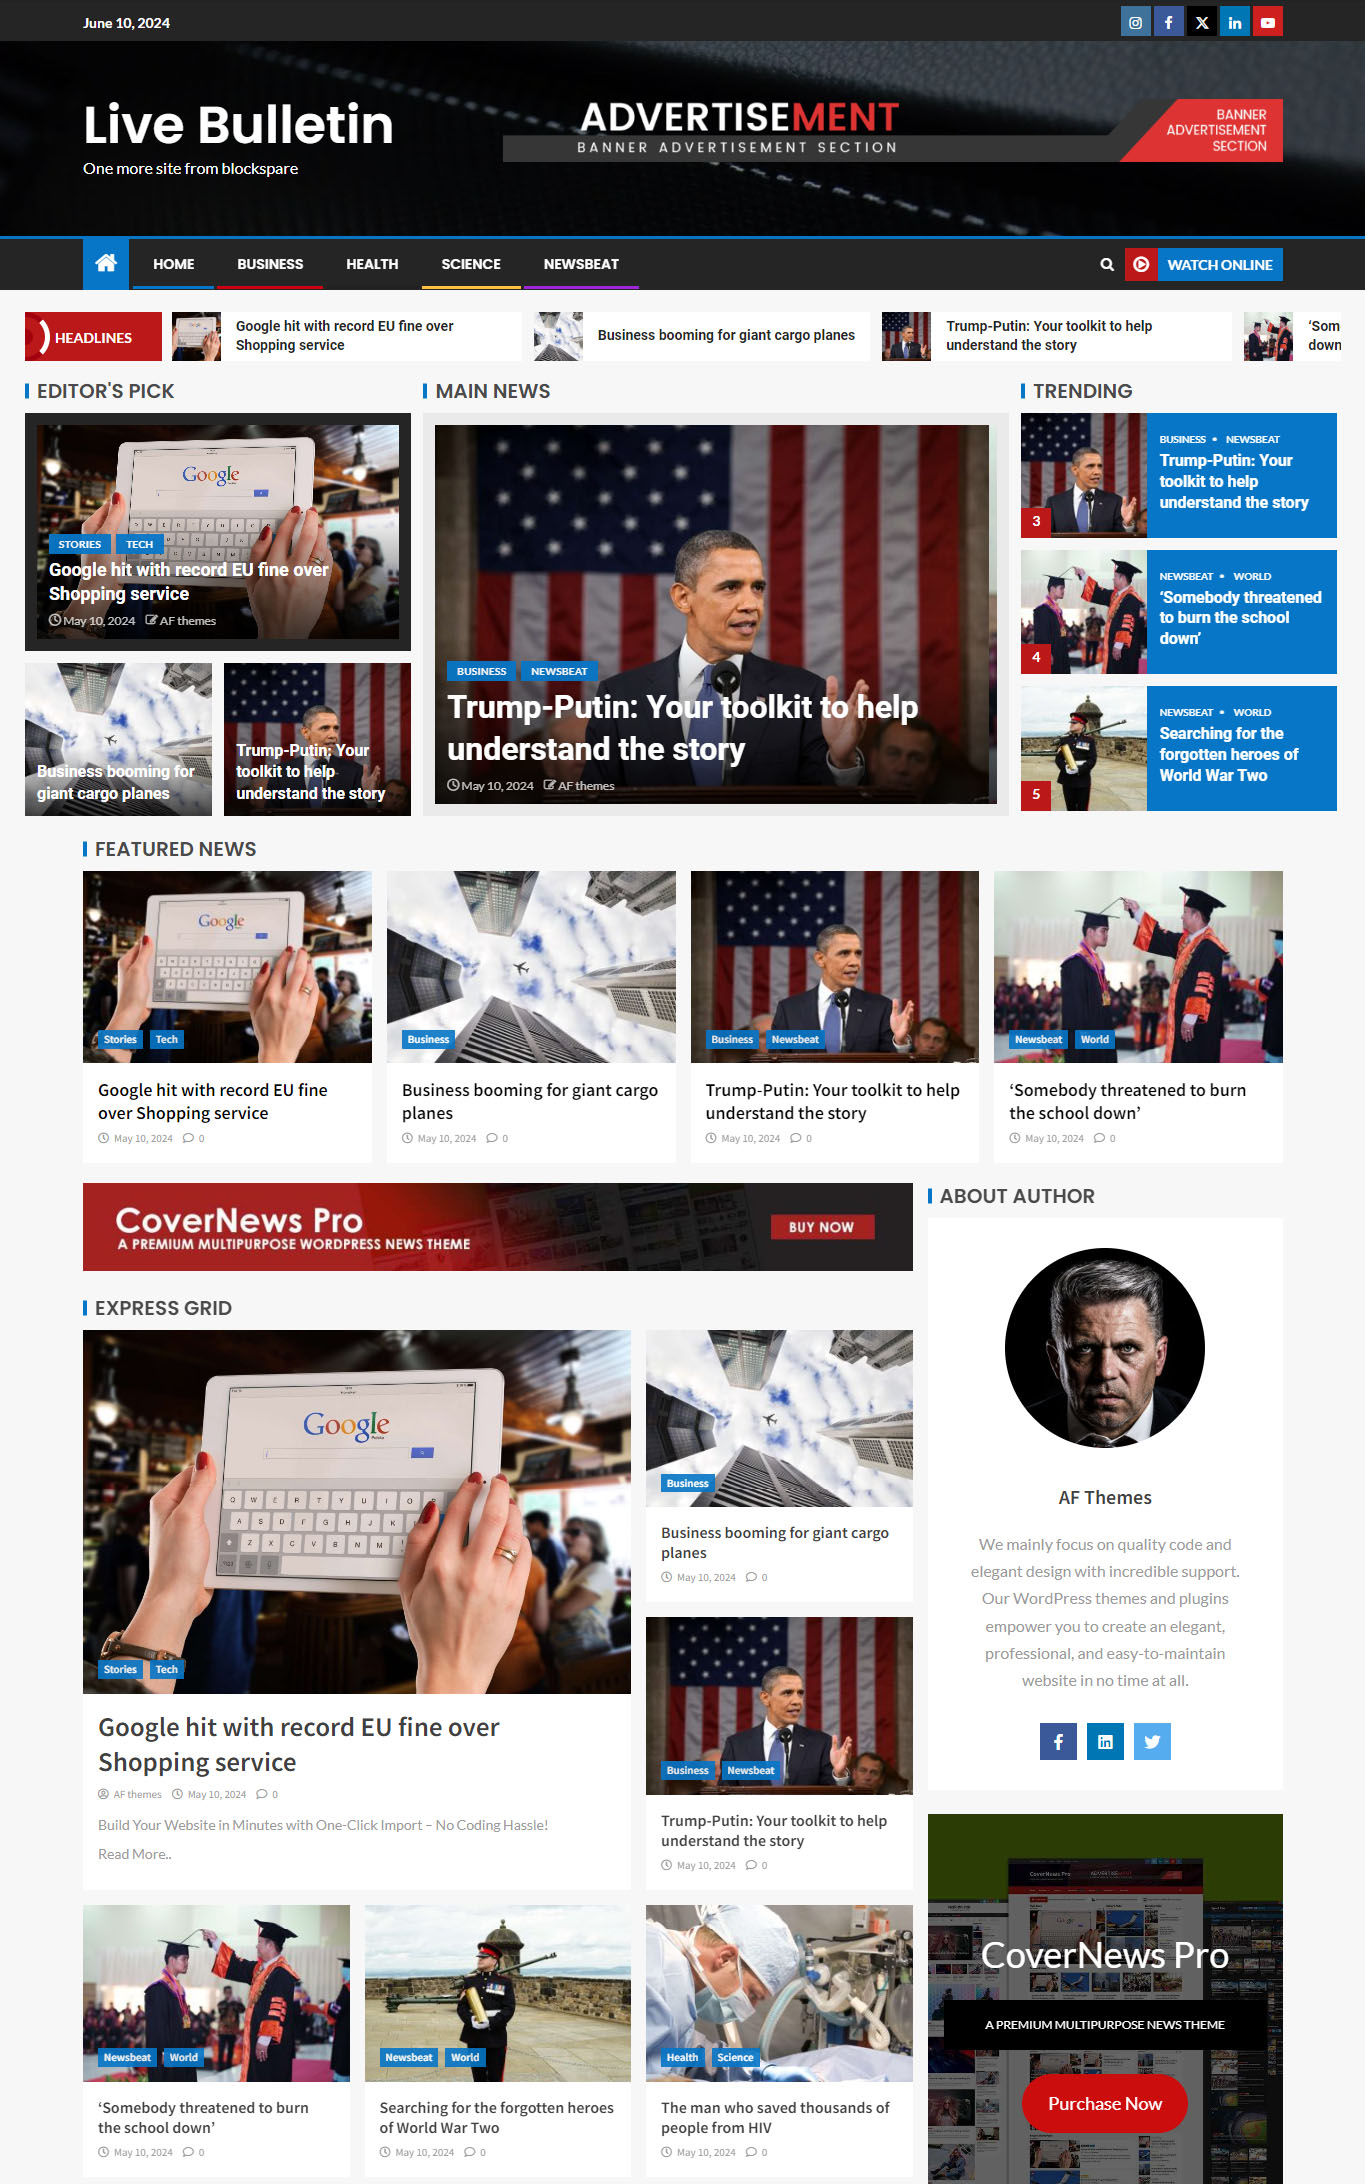 June 10, 2024
Live Bulletin
One more site from blockspare
ADVERTISEMENT
BANNER ADVERTISEMENT SECTION
BANNER
ADVERTISEMENT
SECTION
HOME
BUSINESS
HEALTH
SCIENCE
NEWSBEAT
WATCH ONLINE
HEADLINES
Google hit with record EU fine over
Shopping service
Business booming for giant cargo planes
Trump-Putin: Your toolkit to help
understand the story
‘Som
down
EDITOR'S PICK
Google
STORIES
TECH
Google hit with record EU fine over
Shopping service
May 10, 2024
AF themes
Business booming for
giant cargo planes
Trump-Putin: Your
toolkit to help
understand the story
MAIN NEWS
BUSINESS
NEWSBEAT
Trump-Putin: Your toolkit to help
understand the story
May 10, 2024
AF themes
TRENDING
3
BUSINESS • NEWSBEAT
Trump-Putin: Your
toolkit to help
understand the story
4
NEWSBEAT • WORLD
‘Somebody threatened
to burn the school
down’
5
NEWSBEAT • WORLD
Searching for the
forgotten heroes of
World War Two
FEATURED NEWS
Google
Stories
Tech
Google hit with record EU fine
over Shopping service
May 10, 2024
0
Business
Business booming for giant cargo
planes
May 10, 2024
0
Business
Newsbeat
Trump-Putin: Your toolkit to help
understand the story
May 10, 2024
0
Newsbeat
World
‘Somebody threatened to burn
the school down’
May 10, 2024
0
CoverNews Pro
A PREMIUM MULTIPURPOSE WORDPRESS NEWS THEME
BUY NOW
EXPRESS GRID
Google
Q W E R T Y U I O
A S D F G H J K
Z X C V B N M
Stories
Tech
Google hit with record EU fine over
Shopping service
AF themes
May 10, 2024
0
Build Your Website in Minutes with One-Click Import – No Coding Hassle!
Read More..
Business
Business booming for giant cargo
planes
May 10, 2024
0
Business
Newsbeat
Trump-Putin: Your toolkit to help
understand the story
May 10, 2024
0
Newsbeat
World
‘Somebody threatened to burn
the school down’
May 10, 2024
0
Newsbeat
World
Searching for the forgotten heroes
of World War Two
May 10, 2024
0
Health
Science
The man who saved thousands of
people from HIV
May 10, 2024
0
ABOUT AUTHOR
AF Themes
We mainly focus on quality code and
elegant design with incredible support.
Our WordPress themes and plugins
empower you to create an elegant,
professional, and easy-to-maintain
website in no time at all.
CoverNews Pro
ADVERTISEMENT
CoverNews Pro
A PREMIUM MULTIPURPOSE NEWS THEME
Purchase Now